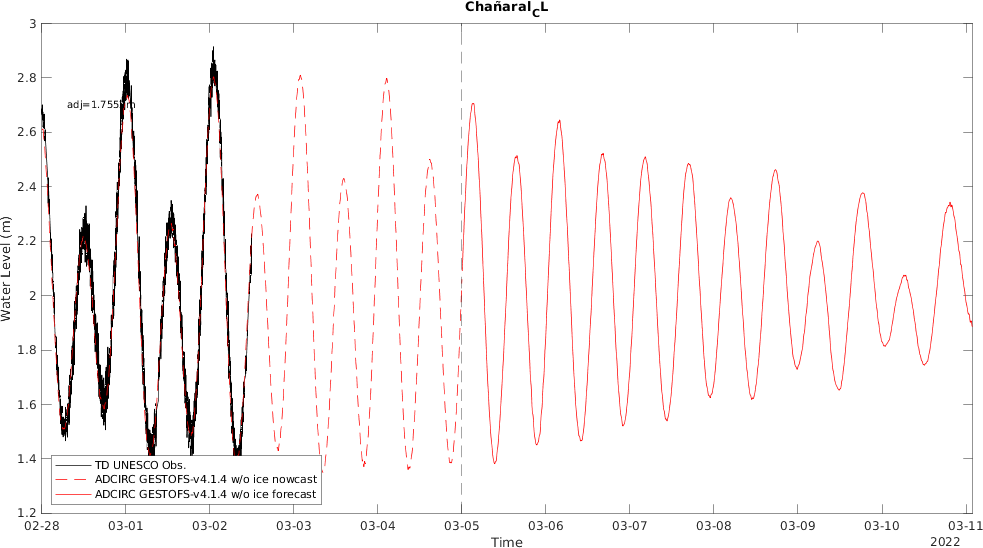 Chañaral_CL
3
2.8
adj=1.755 m
2.6
2.4
2.2
2
1.8
1.6
1.4
1.2
Water Level (m)
TD UNESCO Obs.
ADCIRC GESTOFS-v4.1.4 w/o ice nowcast
ADCIRC GESTOFS-v4.1.4 w/o ice forecast
02-28 03-01 03-02 03-03 03-04 03-05 03-06 03-07 03-08 03-09 03-10 03-11
Time
2022